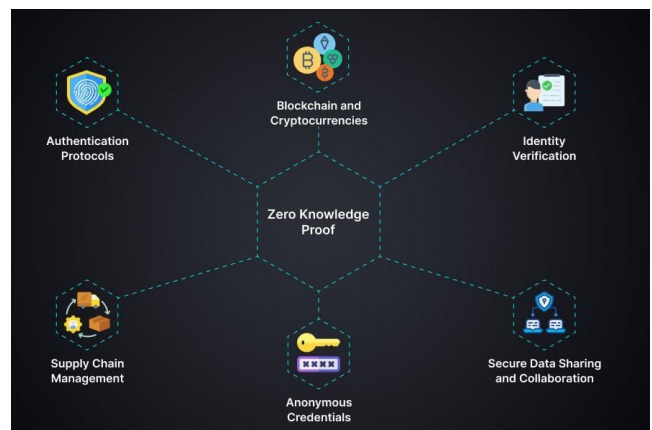 Blockchain and
Cryptocurrencies
Authentication
Protocols
Identity
Verification
Zero Knowledge
Proof
Supply Chain
Management
Anonymous
Credentials
Secure Data Sharing
and Collaboration